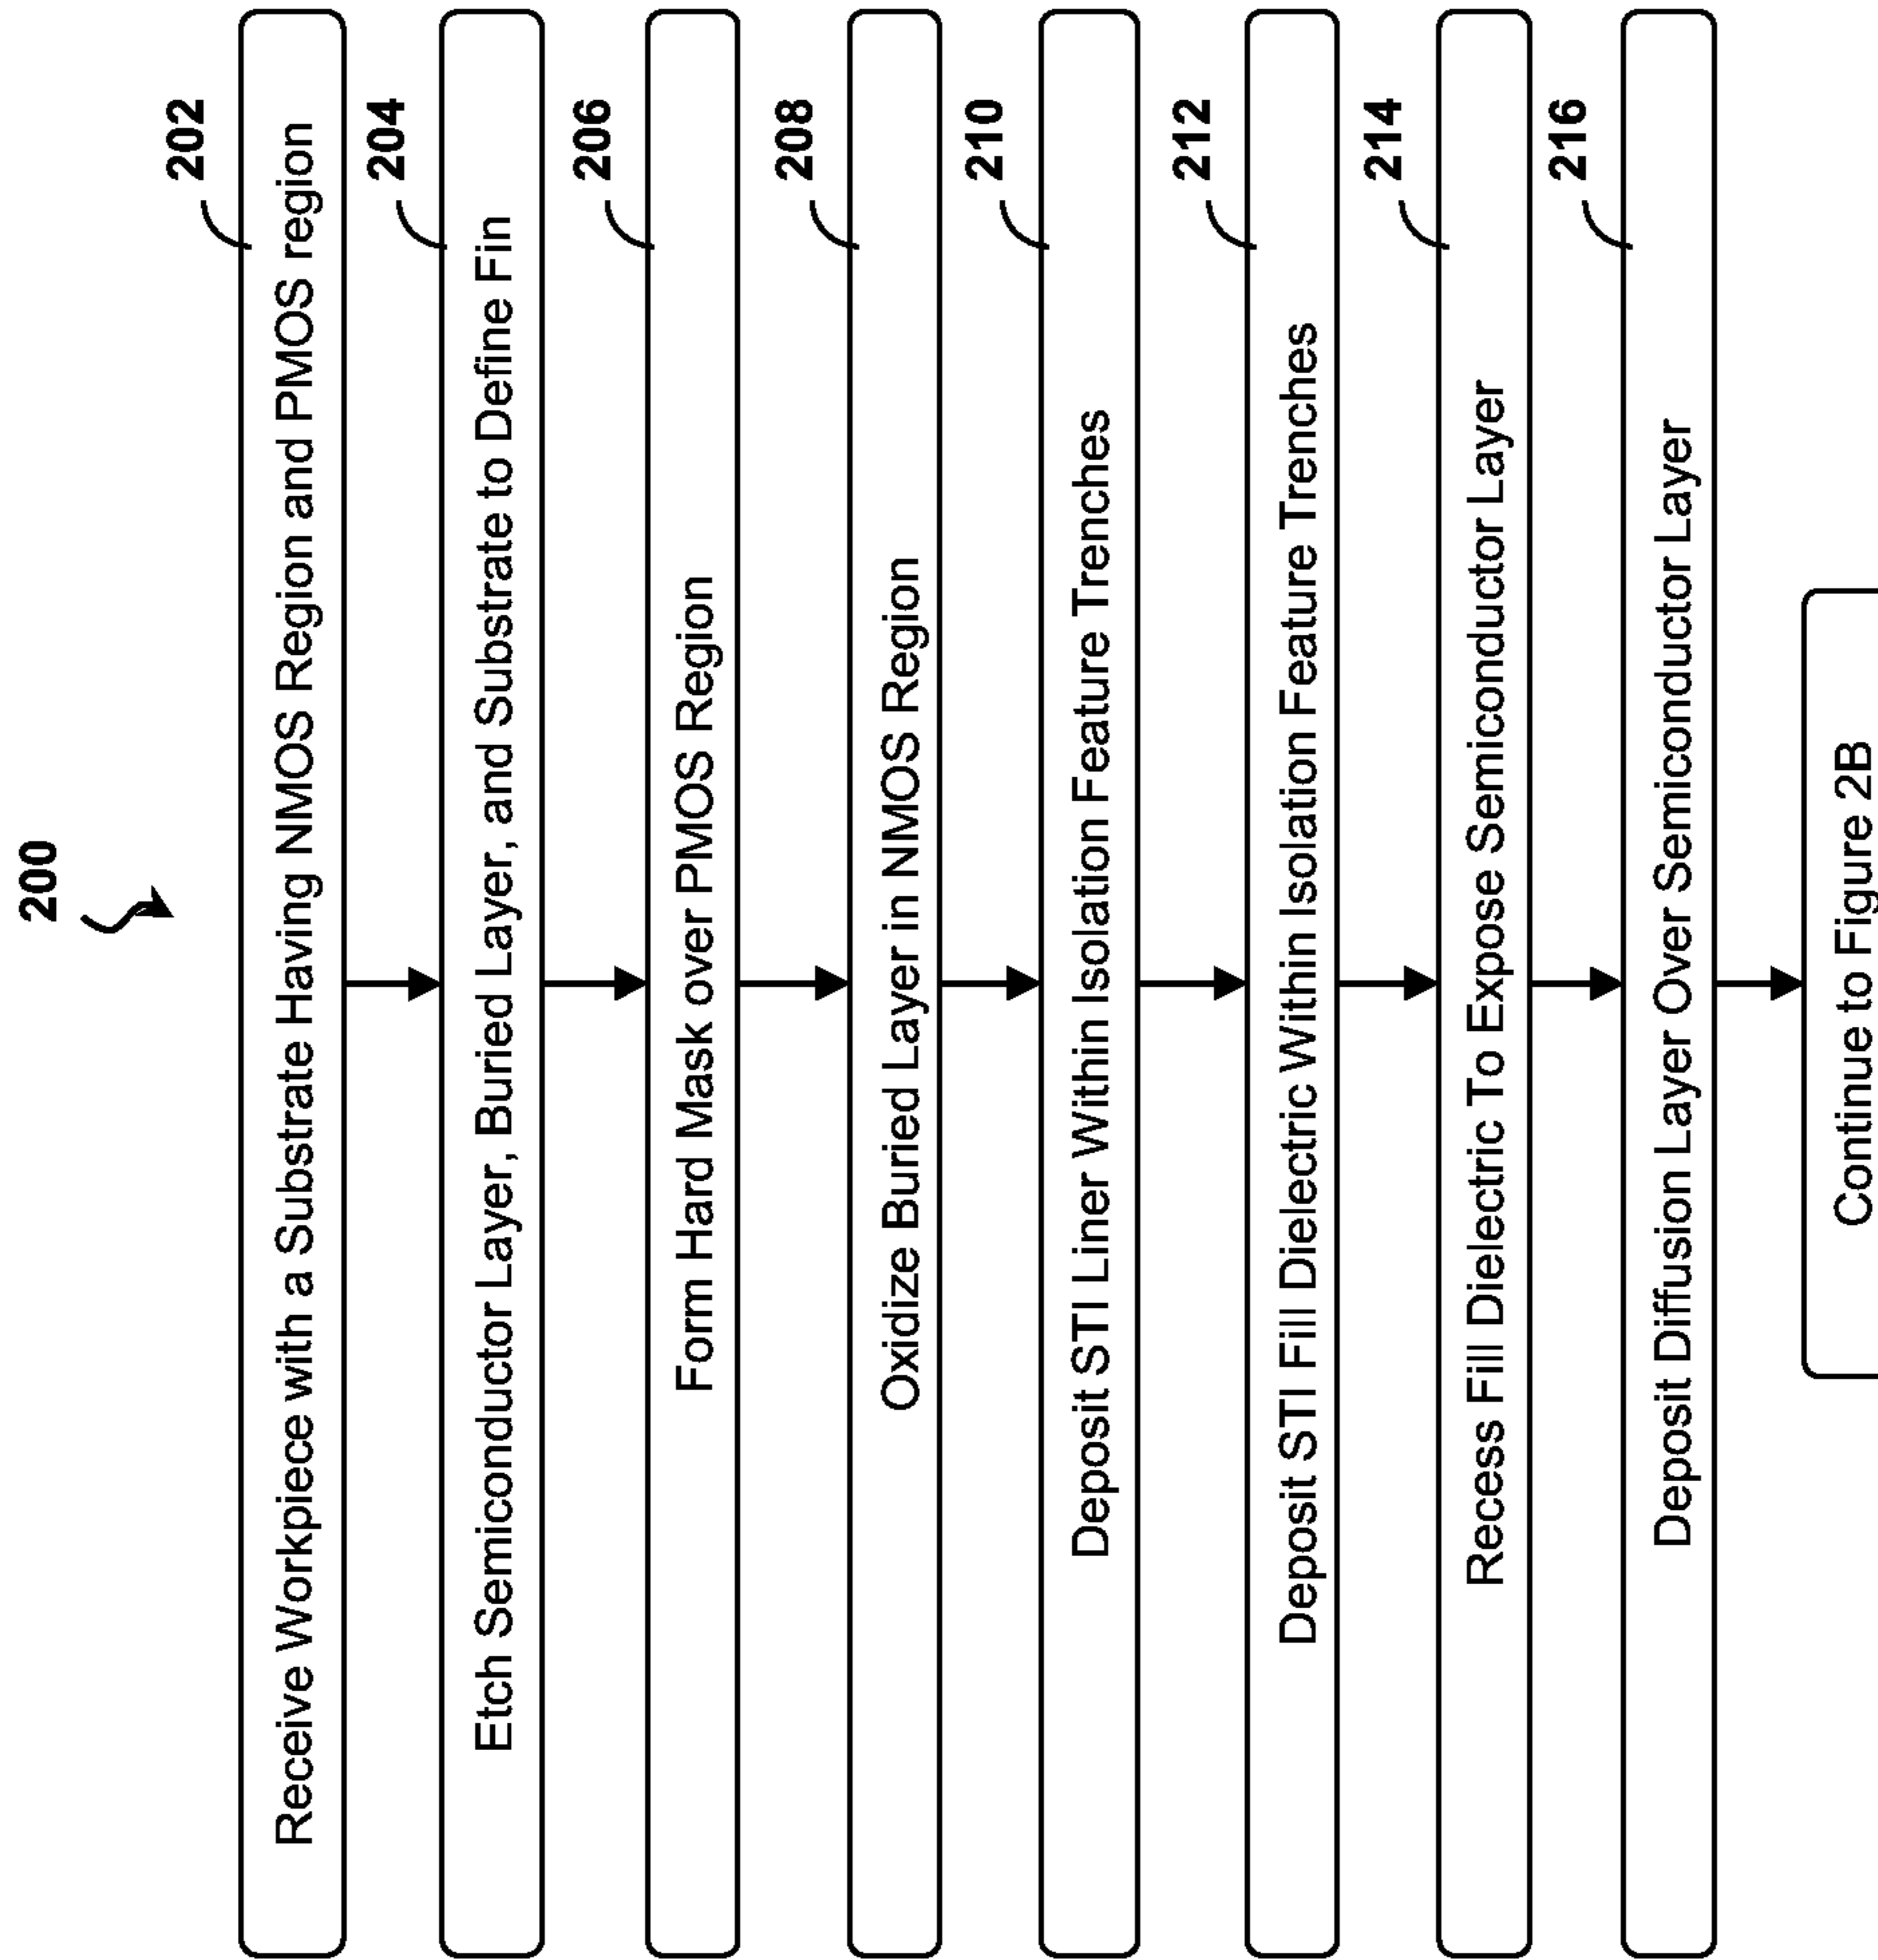 200
202
Receive Workpiece with a Substrate Having NMOS Region and PMOS region
204
Etch Semiconductor Layer, Buried Layer, and Substrate to Define Fin
206
Form Hard Mask over PMOS Region
208
Oxidize Buried Layer in NMOS Region
210
Deposit STI Liner Within Isolation Feature Trenches
212
Deposit STI Fill Dielectric Within Isolation Feature Trenches
214
Recess Fill Dielectric To Expose Semiconductor Layer
216
Deposit Diffusion Layer Over Semiconductor Layer
Continue to Figure 2B